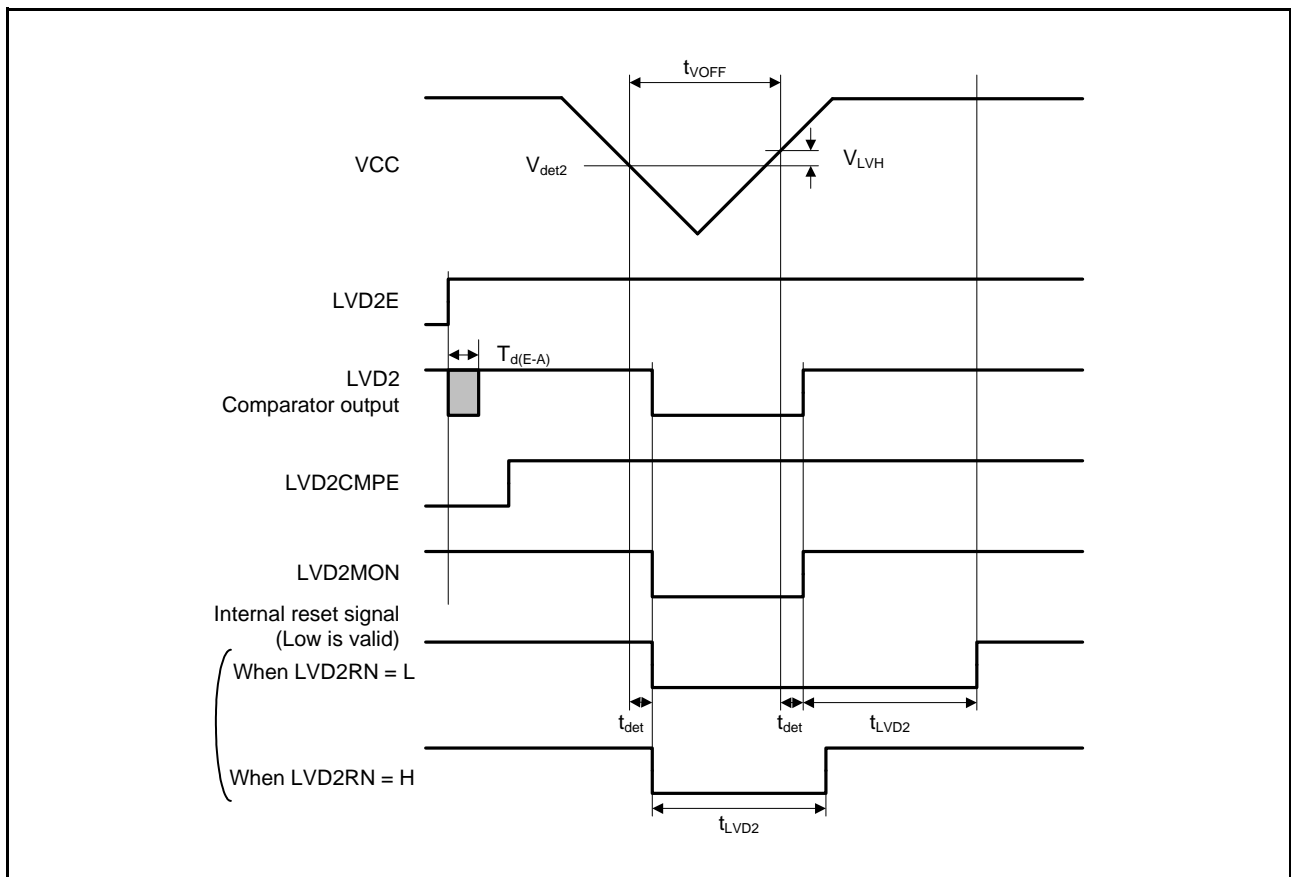 tVOFF
VCC
Vdet2
VLVH
LVD2E
Td(E-A)
LVD2
Comparator output
LVD2CMPE
LVD2MON
Internal reset signal
(Low is valid)
When LVD2RN = L
tdet
tdet
tLVD2
When LVD2RN = H
tLVD2